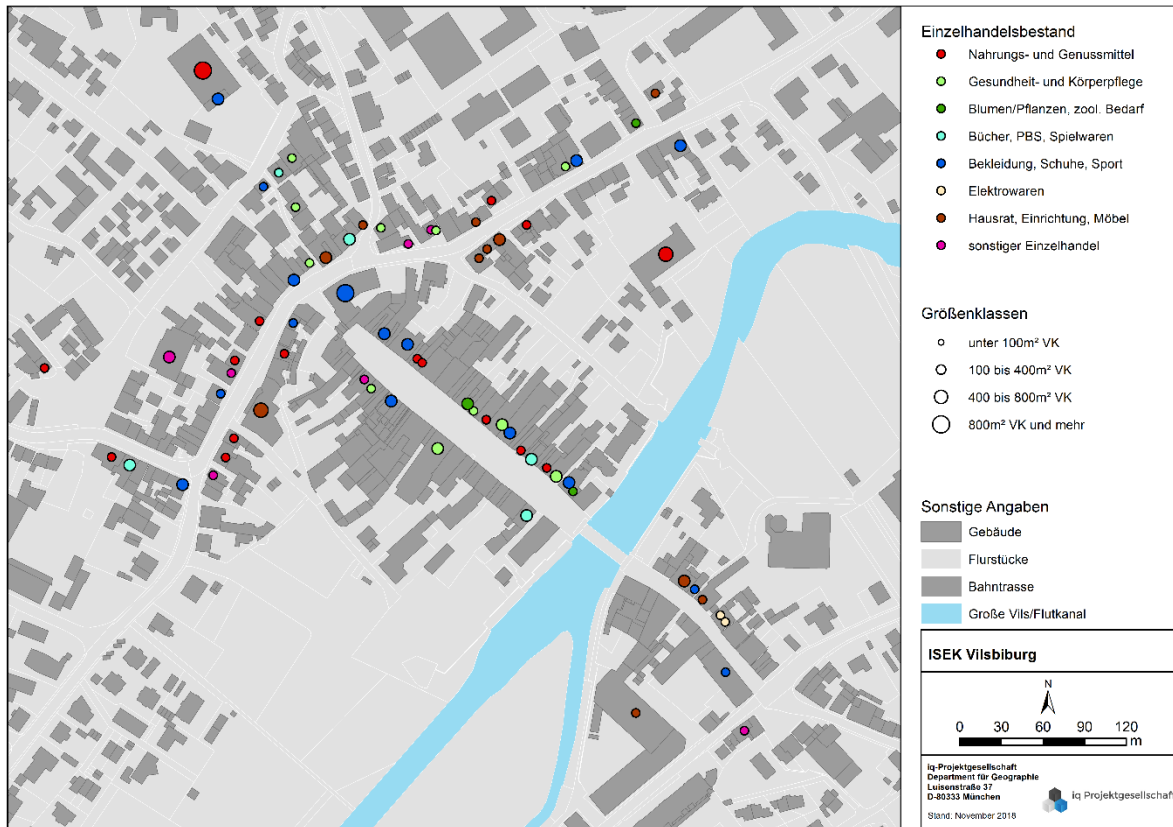 Einzelhandelsbestand
Nahrungs- und Genussmittel
Gesundheit- und Körperpflege
Blumen/Pflanzen, zool. Bedarf
Bücher, PBS, Spielwaren
Bekleidung, Schuhe, Sport
Elektrowaren
Hausrat, Einrichtung, Möbel
sonstiger Einzelhandel
Größenklassen
unter 100m² VK
100 bis 400m² VK
400 bis 800m² VK
800m² VK und mehr
Sonstige Angaben
Gebäude
Flurstücke
Bahntrasse
Große Vils/Flutkanal
ISEK Vilsbiburg
N
0 30 60 90 120
m
iq-Projektgesellschaft
Department für Geographie
Luisenstraße 37
D-80333 München
iq Projektgesellschaft
Stand: November 2018